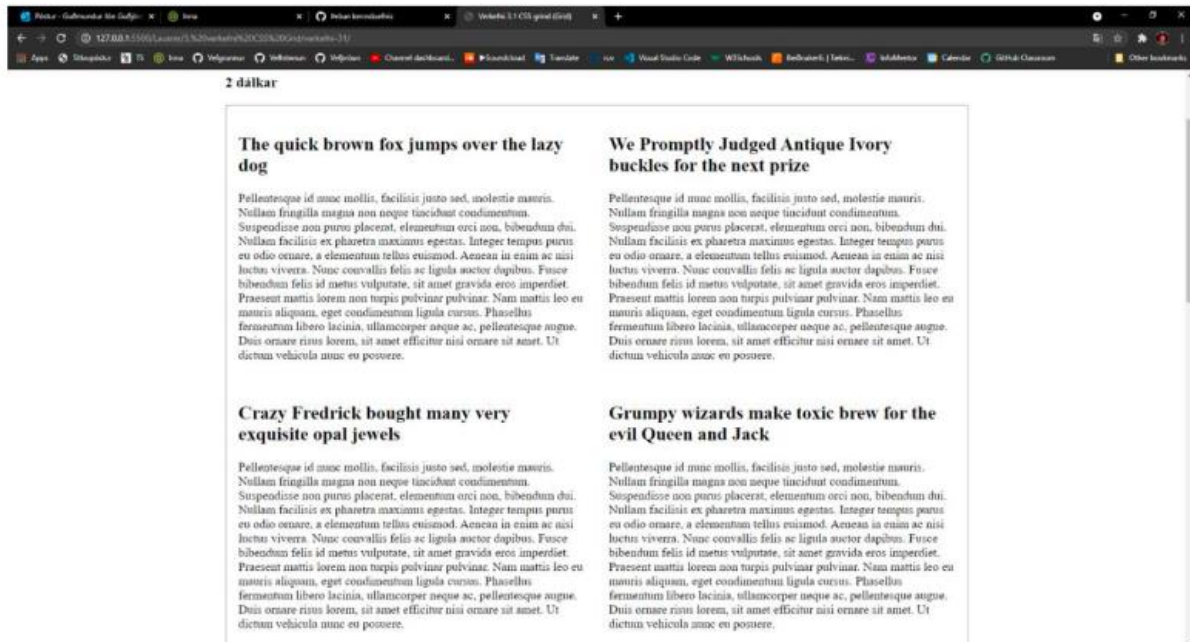 Inna
127.0.0.1:5500/
Apps
Inna
Translate
ruv
Visual Studio Code
W3Schools
Calendar
GitHub Classroom
Other bookmarks
2 dálkar
The quick brown fox jumps over the lazy
dog
Pellentesque id nunc mollis, facilisis justo sed, molestie mauris.
Nullam fringilla magna non neque tincidunt condimentum.
Suspendisse non purus placerat, elementum orci non, bibendum dui.
Nullam facilisis ex pharetra maximus egestas. Integer tempus purus
eu odio ornare, a elementum tellus euismod. Aenean in enim ac nisi
luctus viverra. Nunc convallis felis ac ligula auctor dapibus. Fusce
bibendum felis id metus vulputate, sit amet gravida eros imperdiet.
Praesent mattis lorem non turpis pulvinar pulvinar. Nam mattis leo eu
mauris aliquam, eget condimentum ligula cursus. Phasellus
fermentum libero lacinia, ullamcorper neque ac, pellentesque augue.
Duis ornare risus lorem, sit amet efficitur nisi ornare sit amet. Ut
dictum vehicula nunc eu posuere.
We Promptly Judged Antique Ivory
buckles for the next prize
Pellentesque id nunc mollis, facilisis justo sed, molestie mauris.
Nullam fringilla magna non neque tincidunt condimentum.
Suspendisse non purus placerat, elementum orci non, bibendum dui.
Nullam facilisis ex pharetra maximus egestas. Integer tempus purus
eu odio ornare, a elementum tellus euismod. Aenean in enim ac nisi
luctus viverra. Nunc convallis felis ac ligula auctor dapibus. Fusce
bibendum felis id metus vulputate, sit amet gravida eros imperdiet.
Praesent mattis lorem non turpis pulvinar pulvinar. Nam mattis leo eu
mauris aliquam, eget condimentum ligula cursus. Phasellus
fermentum libero lacinia, ullamcorper neque ac, pellentesque augue.
Duis ornare risus lorem, sit amet efficitur nisi ornare sit amet. Ut
dictum vehicula nunc eu posuere.
Crazy Fredrick bought many very
exquisite opal jewels
Pellentesque id nunc mollis, facilisis justo sed, molestie mauris.
Nullam fringilla magna non neque tincidunt condimentum.
Suspendisse non purus placerat, elementum orci non, bibendum dui.
Nullam facilisis ex pharetra maximus egestas. Integer tempus purus
eu odio ornare, a elementum tellus euismod. Aenean in enim ac nisi
luctus viverra. Nunc convallis felis ac ligula auctor dapibus. Fusce
bibendum felis id metus vulputate, sit amet gravida eros imperdiet.
Praesent mattis lorem non turpis pulvinar pulvinar. Nam mattis leo eu
mauris aliquam, eget condimentum ligula cursus. Phasellus
fermentum libero lacinia, ullamcorper neque ac, pellentesque augue.
Duis ornare risus lorem, sit amet efficitur nisi ornare sit amet. Ut
dictum vehicula nunc eu posuere.
Grumpy wizards make toxic brew for the
evil Queen and Jack
Pellentesque id nunc mollis, facilisis justo sed, molestie mauris.
Nullam fringilla magna non neque tincidunt condimentum.
Suspendisse non purus placerat, elementum orci non, bibendum dui.
Nullam facilisis ex pharetra maximus egestas. Integer tempus purus
eu odio ornare, a elementum tellus euismod. Aenean in enim ac nisi
luctus viverra. Nunc convallis felis ac ligula auctor dapibus. Fusce
bibendum felis id metus vulputate, sit amet gravida eros imperdiet.
Praesent mattis lorem non turpis pulvinar pulvinar. Nam mattis leo eu
mauris aliquam, eget condimentum ligula cursus. Phasellus
fermentum libero lacinia, ullamcorper neque ac, pellentesque augue.
Duis ornare risus lorem, sit amet efficitur nisi ornare sit amet. Ut
dictum vehicula nunc eu posuere.